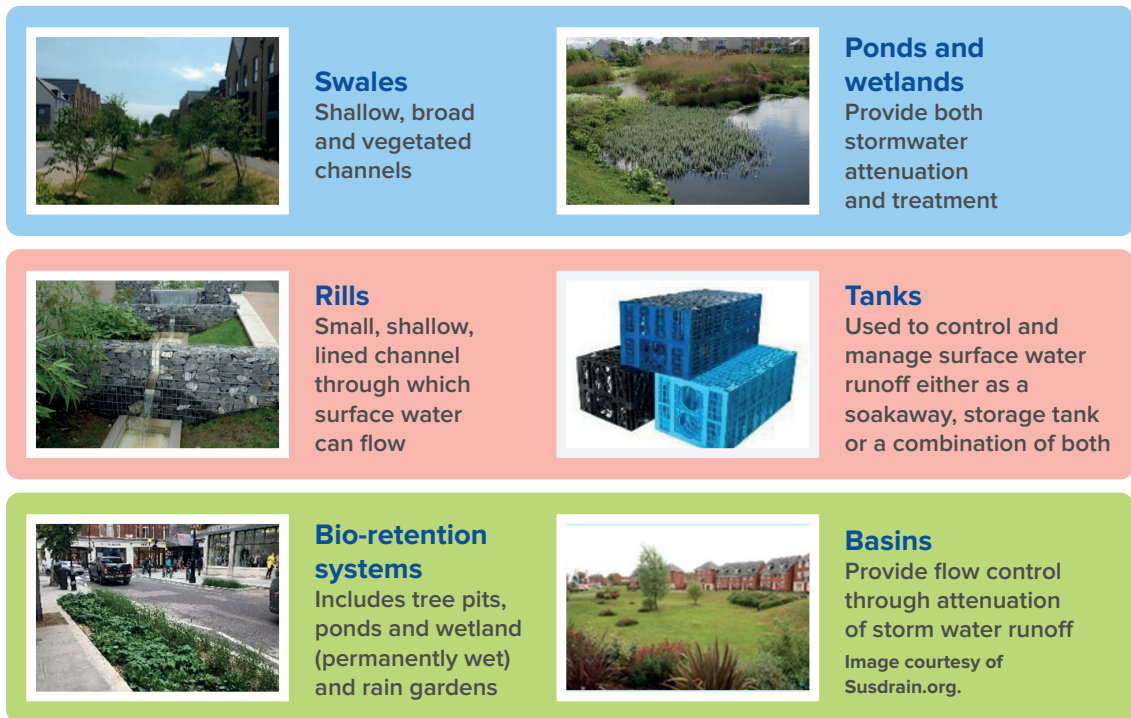 Swales
Shallow, broad
and vegetated
channels
Ponds and
wetlands
Provide both
stormwater
attenuation
and treatment
Rills
Small, shallow,
lined channel
through which
surface water
can flow
Tanks
Used to control and
manage surface water
runoff either as a
soakaway, storage tank
or a combination of both
Bio-retention
systems
Includes tree pits,
ponds and wetland
(permanently wet)
and rain gardens
Basins
Provide flow control
through attenuation
of storm water runoff
Image courtesy of
Susdrain.org.